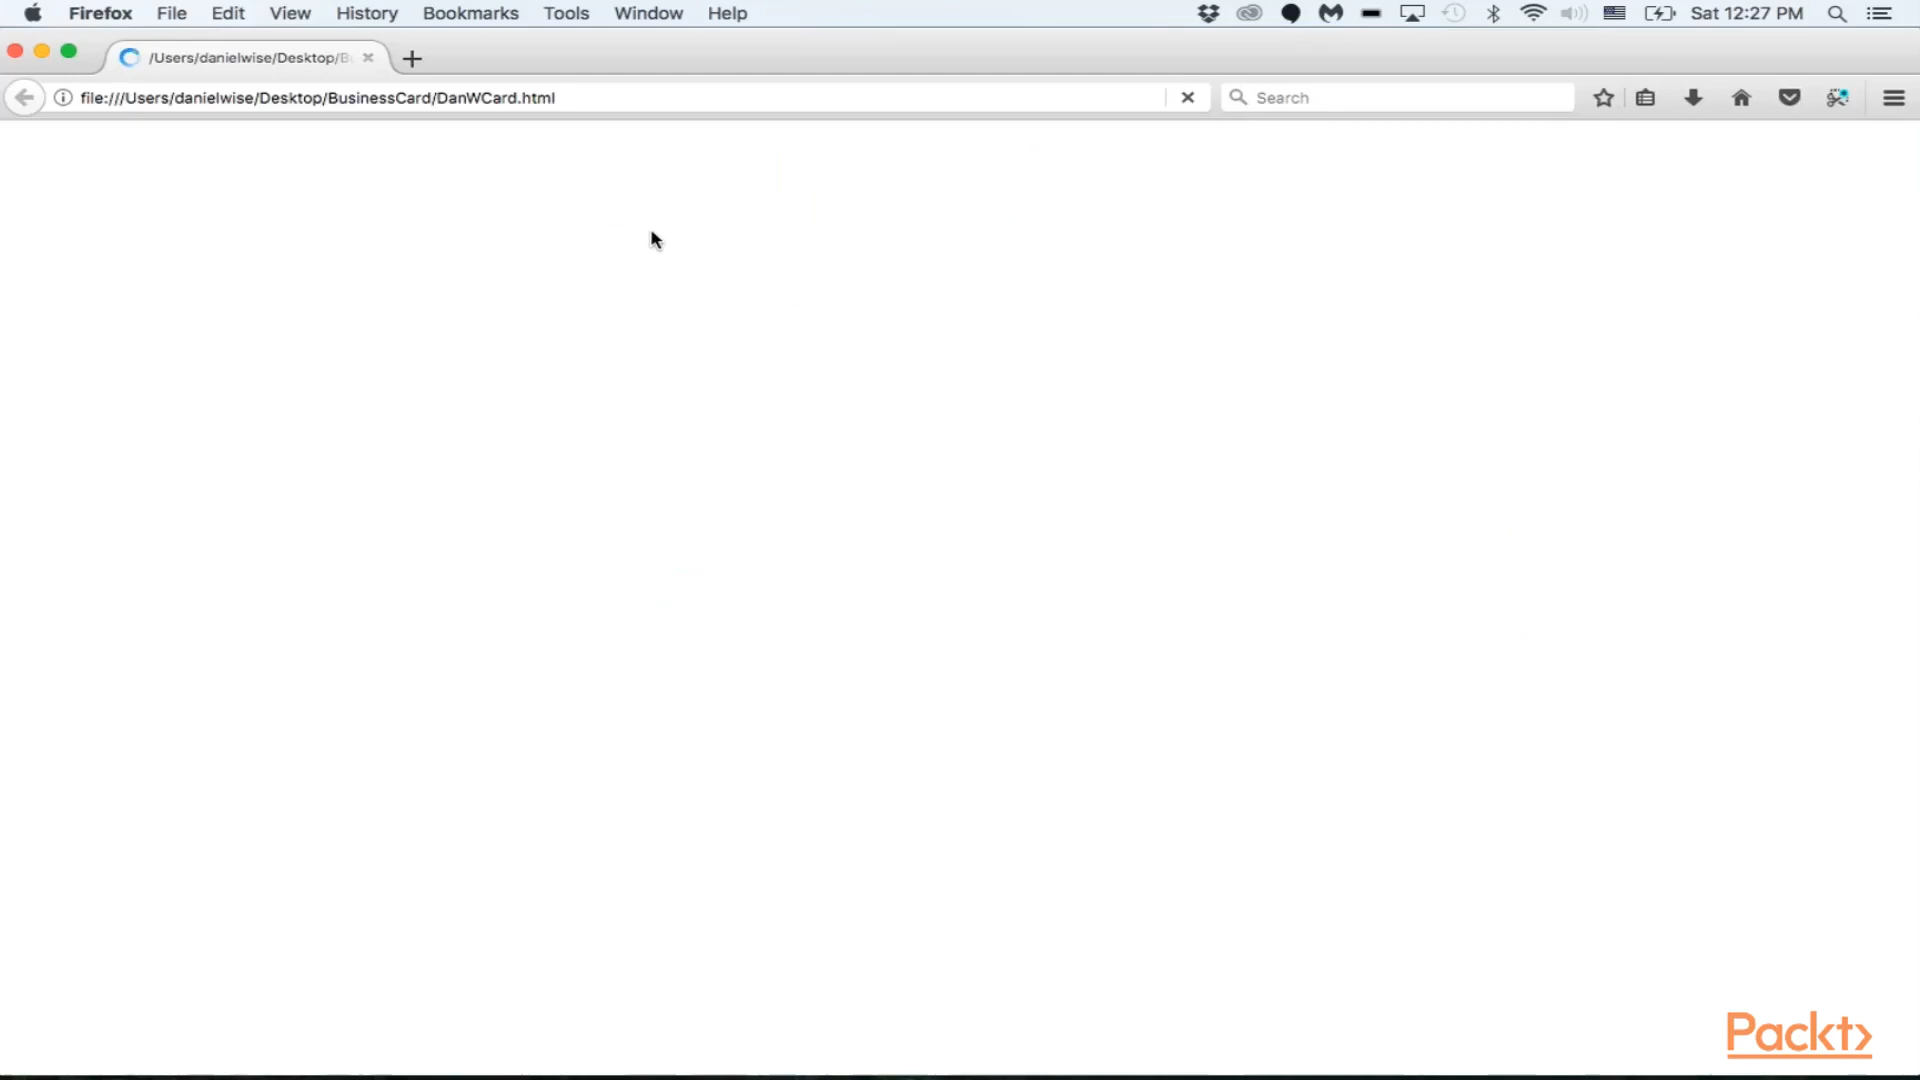 Firefox File Edit View History Bookmarks Tools Window Help Sat 12:27 PM
/Users/danielwise/Desktop/B
file:///Users/danielwise/Desktop/BusinessCard/DanWCard.html Search
Packt>